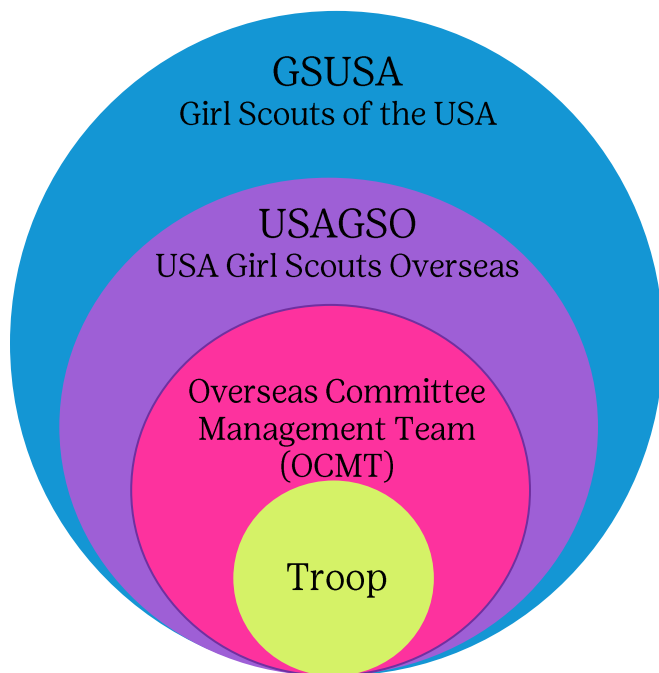 GSUSA
Girl Scouts of the USA
USAGSO
USA Girl Scouts Overseas
Overseas Committee
Management Team
(OCMT)
Troop